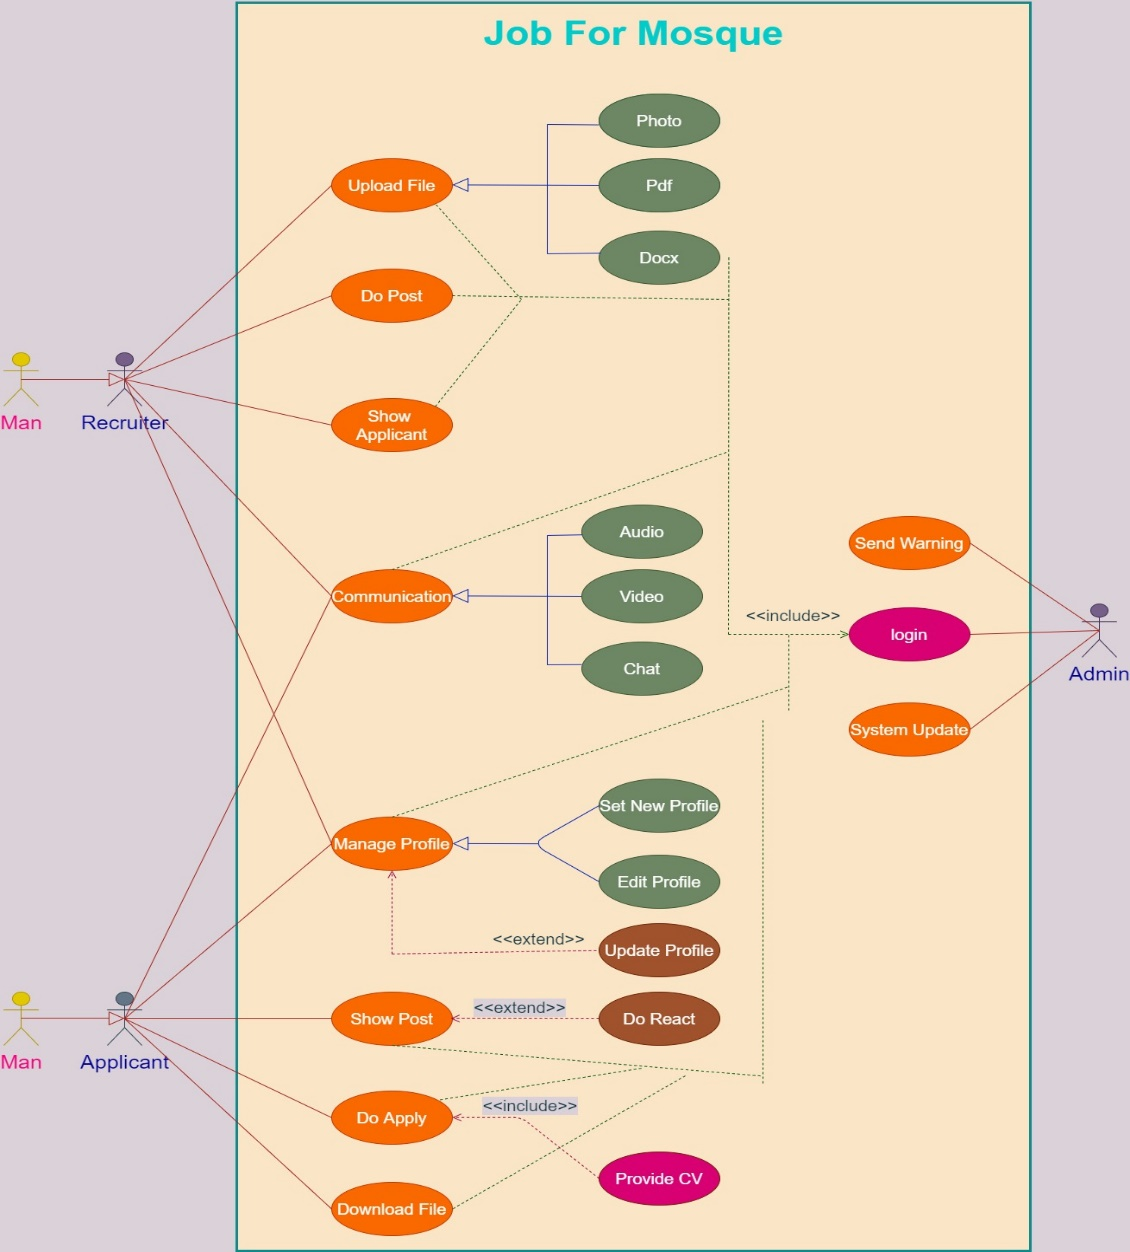 Job For Mosque
Photo
Upload File
Pdf
Docx
Do Post
Show
Applicant
Man
Recruiter
Audio
Communication
Video
Chat
Send Warning
<<include>>
login
Admin
System Update
Set New Profile
Manage Profile
Edit Profile
<<extend>>
Update Profile
Man
Applicant
Show Post
<<extend>>
Do React
<<include>>
Do Apply
Provide CV
Download File